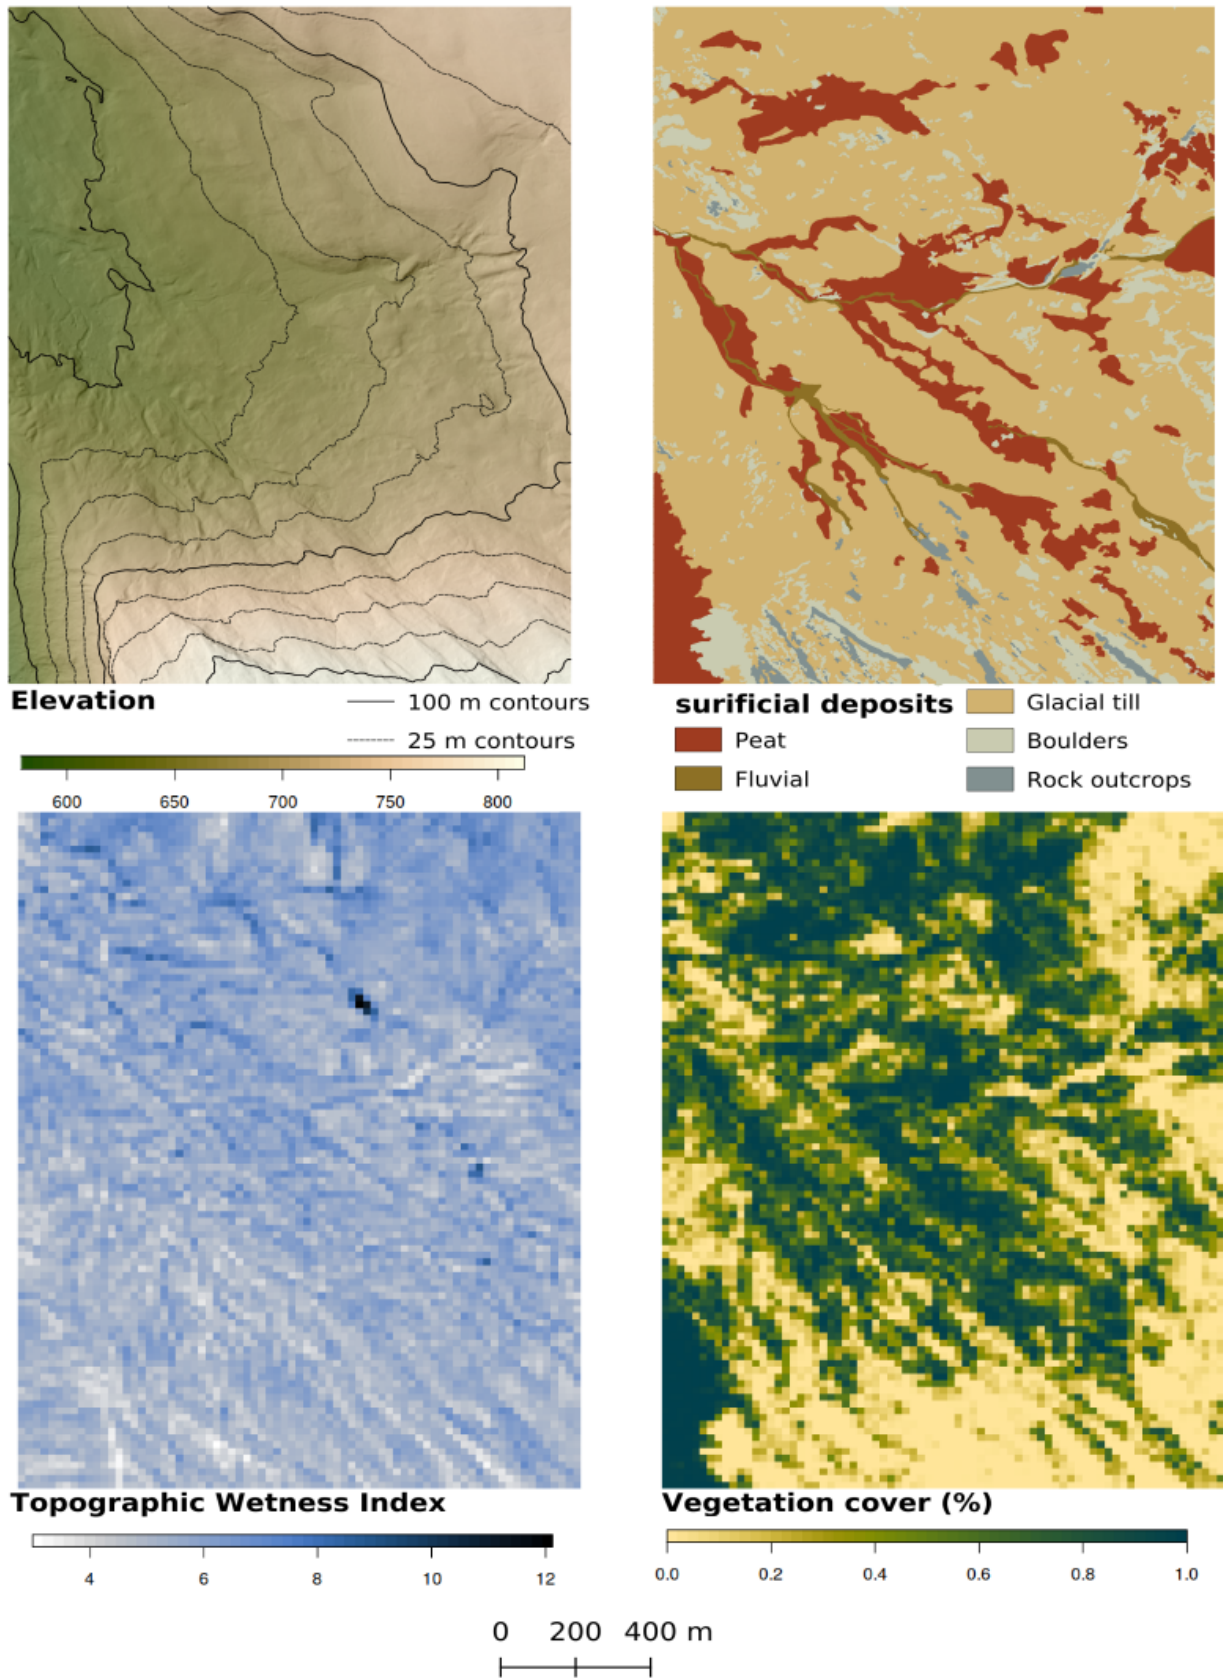 Elevation
100 m contours
25 m contours
600 650 700 750 800
surificial deposits
Glacial till
Peat
Boulders
Fluvial
Rock outcrops
Topographic Wetness Index
4 6 8 10 12
Vegetation cover (%)
0.0 0.2 0.4 0.6 0.8 1.0
0 200 400 m